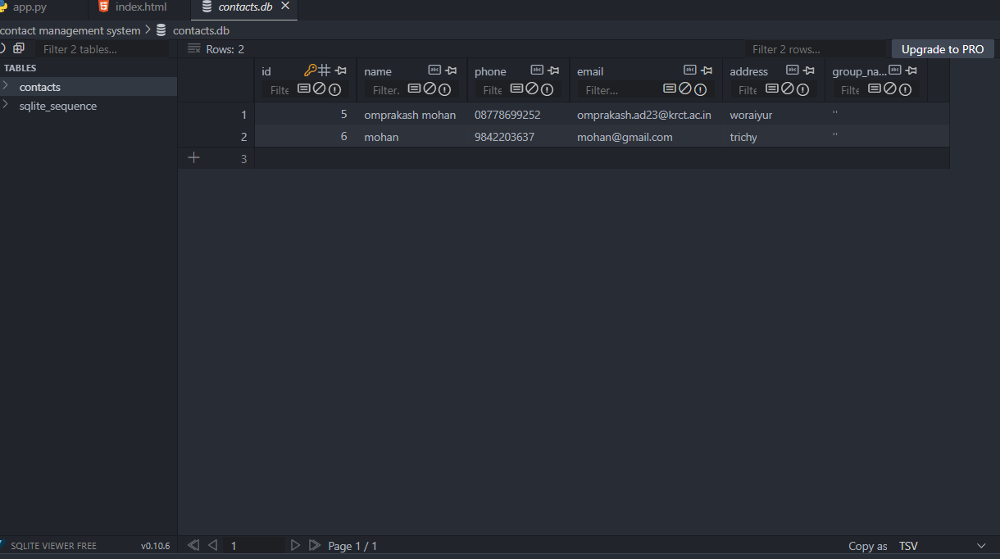 app.py index.html contacts.db
contact management system > contacts.db
Filter 2 tables... Rows: 2 Filter 2 rows... Upgrade to PRO
TABLES
contacts
sqlite_sequence
id name phone email address group_na...
Filte Filter. Filte Filter... Filte Filte
1 5 omprakash mohan 08778699252 omprakash.ad23@krct.ac.in woraiyur ''
2 6 mohan 9842203637 mohan@gmail.com trichy ''
+ 3
SQLITE VIEWER FREE v0.10.6 1 Page 1 / 1 Copy as TSV